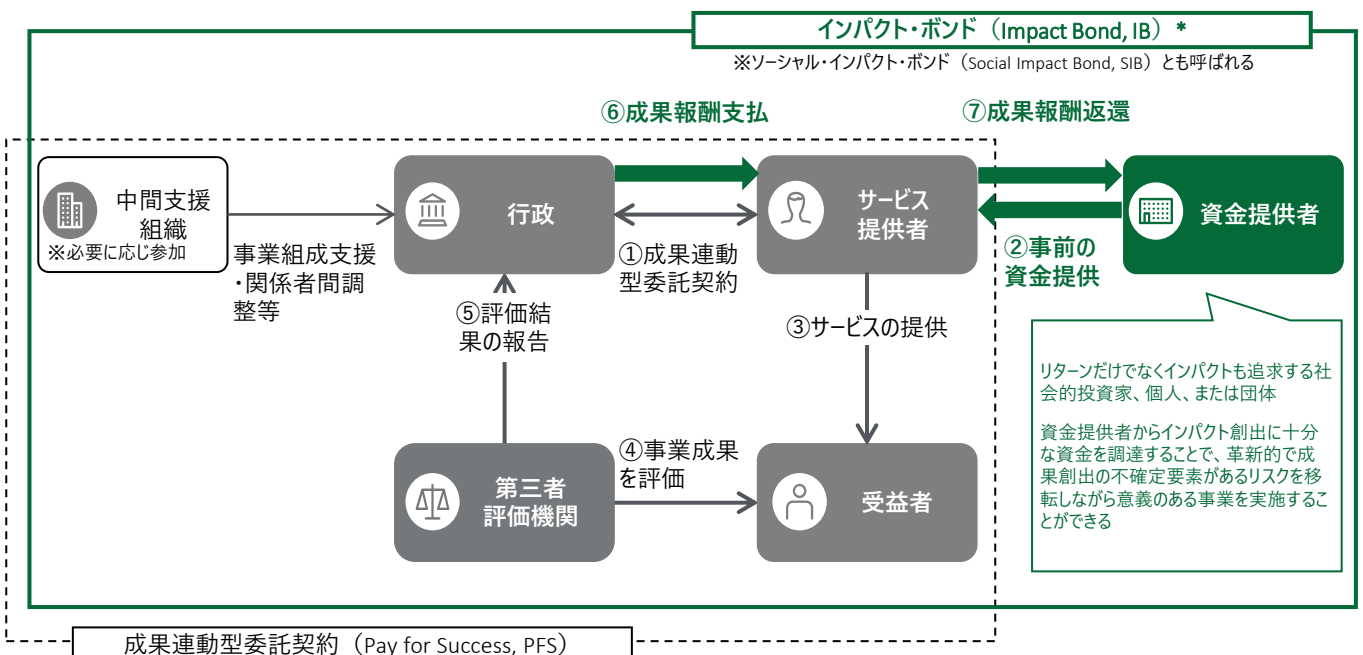 インパクト・ボンド（Impact Bond, IB）*
※ソーシャル・インパクト・ボンド（Social Impact Bond, SIB）とも呼ばれる
⑥成果報酬支払
⑦成果報酬返還
中間支援
組織
※必要に応じ参加
行政
サービス
提供者
資金提供者
事業組成支援
・関係者間調
整等
①成果連動
型委託契約
②事前の
資金提供
⑤評価結
果の報告
③サービスの提供
リターンだけでなくインパクトも追求する社
会的投資家、個人、または団体
資金提供者からインパクト創出に十分
な資金を調達することで、革新的で成
果創出の不確定要素があるリスクを移
転しながら意義のある事業を実施するこ
とができる
④事業成果
を評価
第三者
評価機関
受益者
成果連動型委託契約（Pay for Success, PFS）